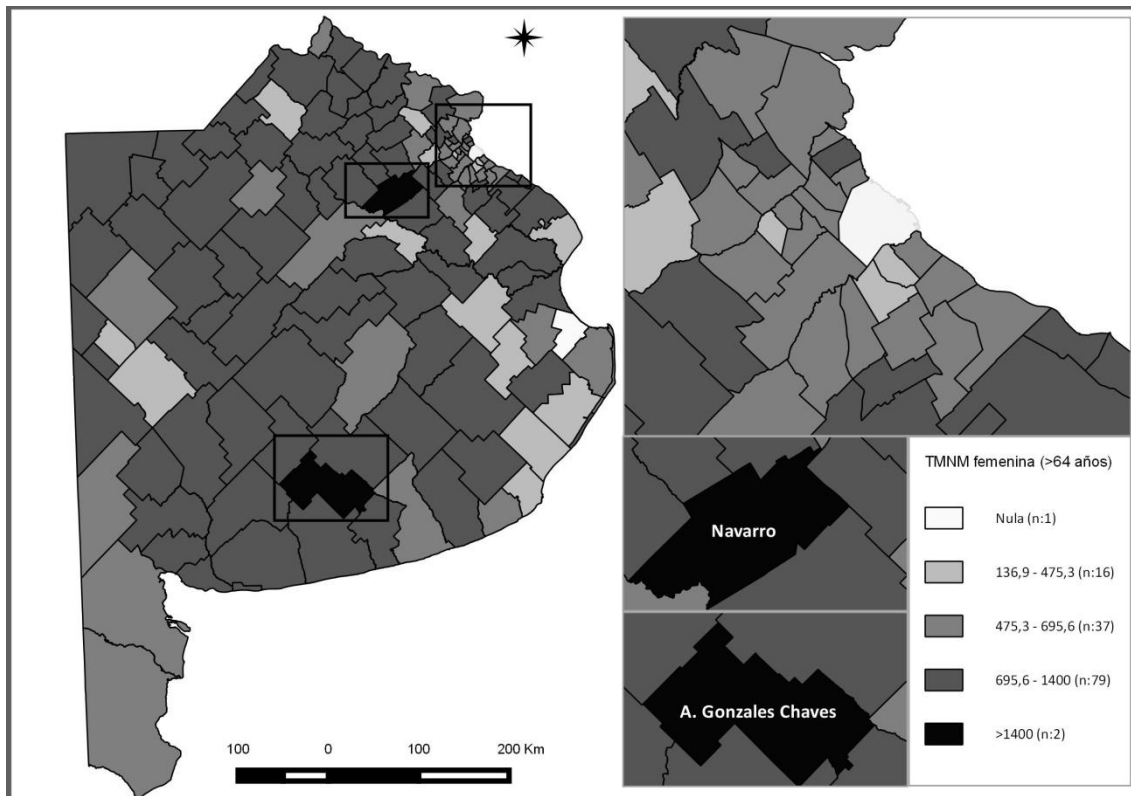 Navarro
A. Gonzales Chaves
TMNM femenina (>64 años)
Nula (n:1)
136,9 - 475,3 (n:16)
475,3 - 695,6 (n:37)
695,6 - 1400 (n:79)
>1400 (n:2)
100 0 100 200 Km